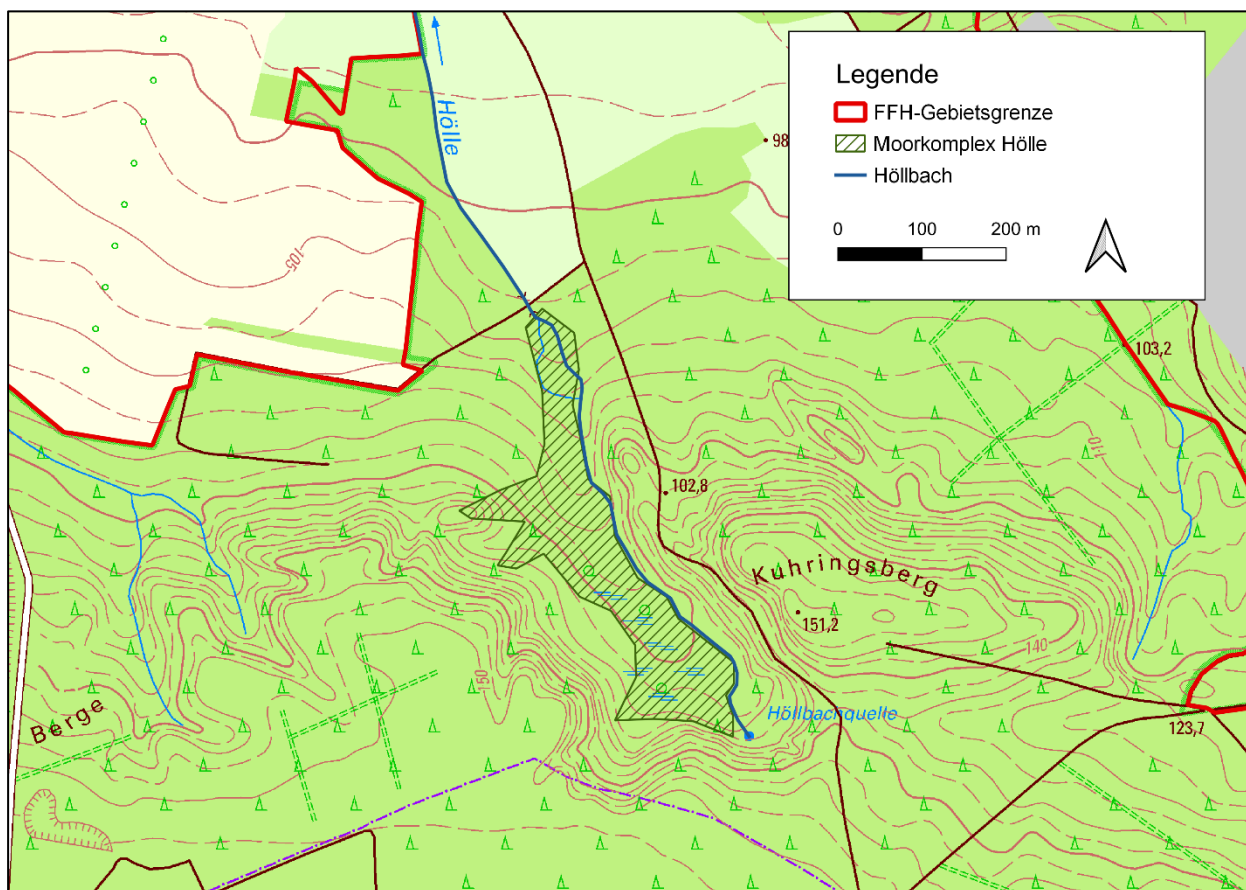 Legende
FFH-Gebietsgrenze
Moorkomplex Hölle
Höllbach
0 100 200 m
Hölle
98
105
103,2
110
102,8
Kuhringsberg
151,2
140
150
Höllbachquelle
Berge
123,7